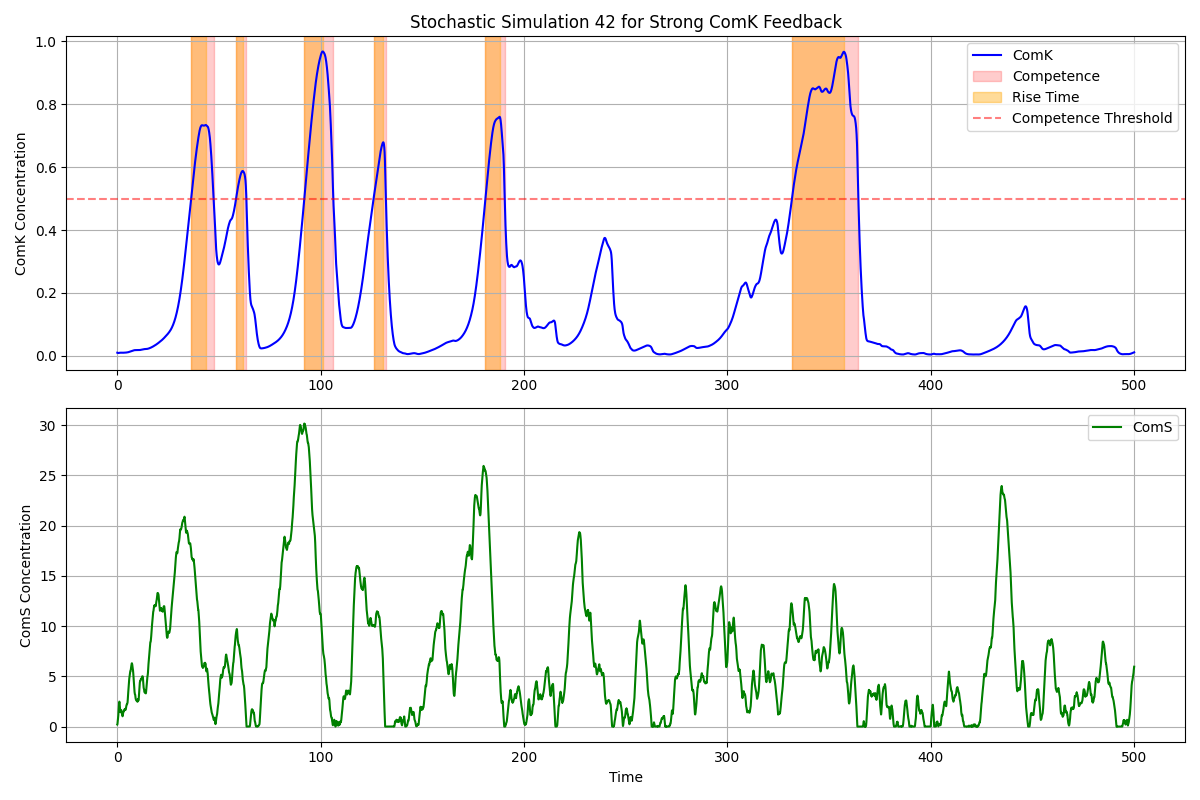 Stochastic Simulation 42 for Strong ComK Feedback
ComK Concentration
1.0
0.8
0.6
0.4
0.2
0.0
ComK
Competence
Rise Time
Competence Threshold
0 100 200 300 400 500
ComS Concentration
30
25
20
15
10
5
0
ComS
0 100 200 300 400 500
Time